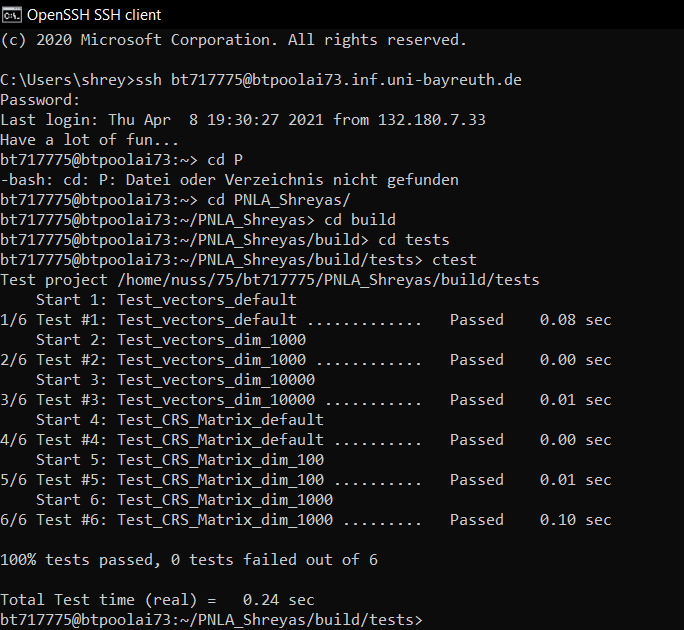 OpenSSH SSH client
(c) 2020 Microsoft Corporation. All rights reserved.
C:\Users\shrey>ssh bt717775@btpoolai73.inf.uni-bayreuth.de
Password:
Last login: Thu Apr  8 19:30:27 2021 from 132.180.7.33
Have a lot of fun...
bt717775@btpoolai73:~> cd P
-bash: cd: P: Datei oder Verzeichnis nicht gefunden
bt717775@btpoolai73:~> cd PNLA_Shreyas/
bt717775@btpoolai73:~/PNLA_Shreyas> cd build
bt717775@btpoolai73:~/PNLA_Shreyas/build> cd tests
bt717775@btpoolai73:~/PNLA_Shreyas/build/tests> ctest
Test project /home/nuss/75/bt717775/PNLA_Shreyas/build/tests
    Start 1: Test_vectors_default
1/6 Test #1: Test_vectors_default .............   Passed    0.08 sec
    Start 2: Test_vectors_dim_1000
2/6 Test #2: Test_vectors_dim_1000 ............   Passed    0.00 sec
    Start 3: Test_vectors_dim_10000
3/6 Test #3: Test_vectors_dim_10000 ...........   Passed    0.01 sec
    Start 4: Test_CRS_Matrix_default
4/6 Test #4: Test_CRS_Matrix_default ..........   Passed    0.00 sec
    Start 5: Test_CRS_Matrix_dim_100
5/6 Test #5: Test_CRS_Matrix_dim_100 ..........   Passed    0.01 sec
    Start 6: Test_CRS_Matrix_dim_1000
6/6 Test #6: Test_CRS_Matrix_dim_1000 .........   Passed    0.10 sec
100% tests passed, 0 tests failed out of 6
Total Test time (real) =   0.24 sec
bt717775@btpoolai73:~/PNLA_Shreyas/build/tests>